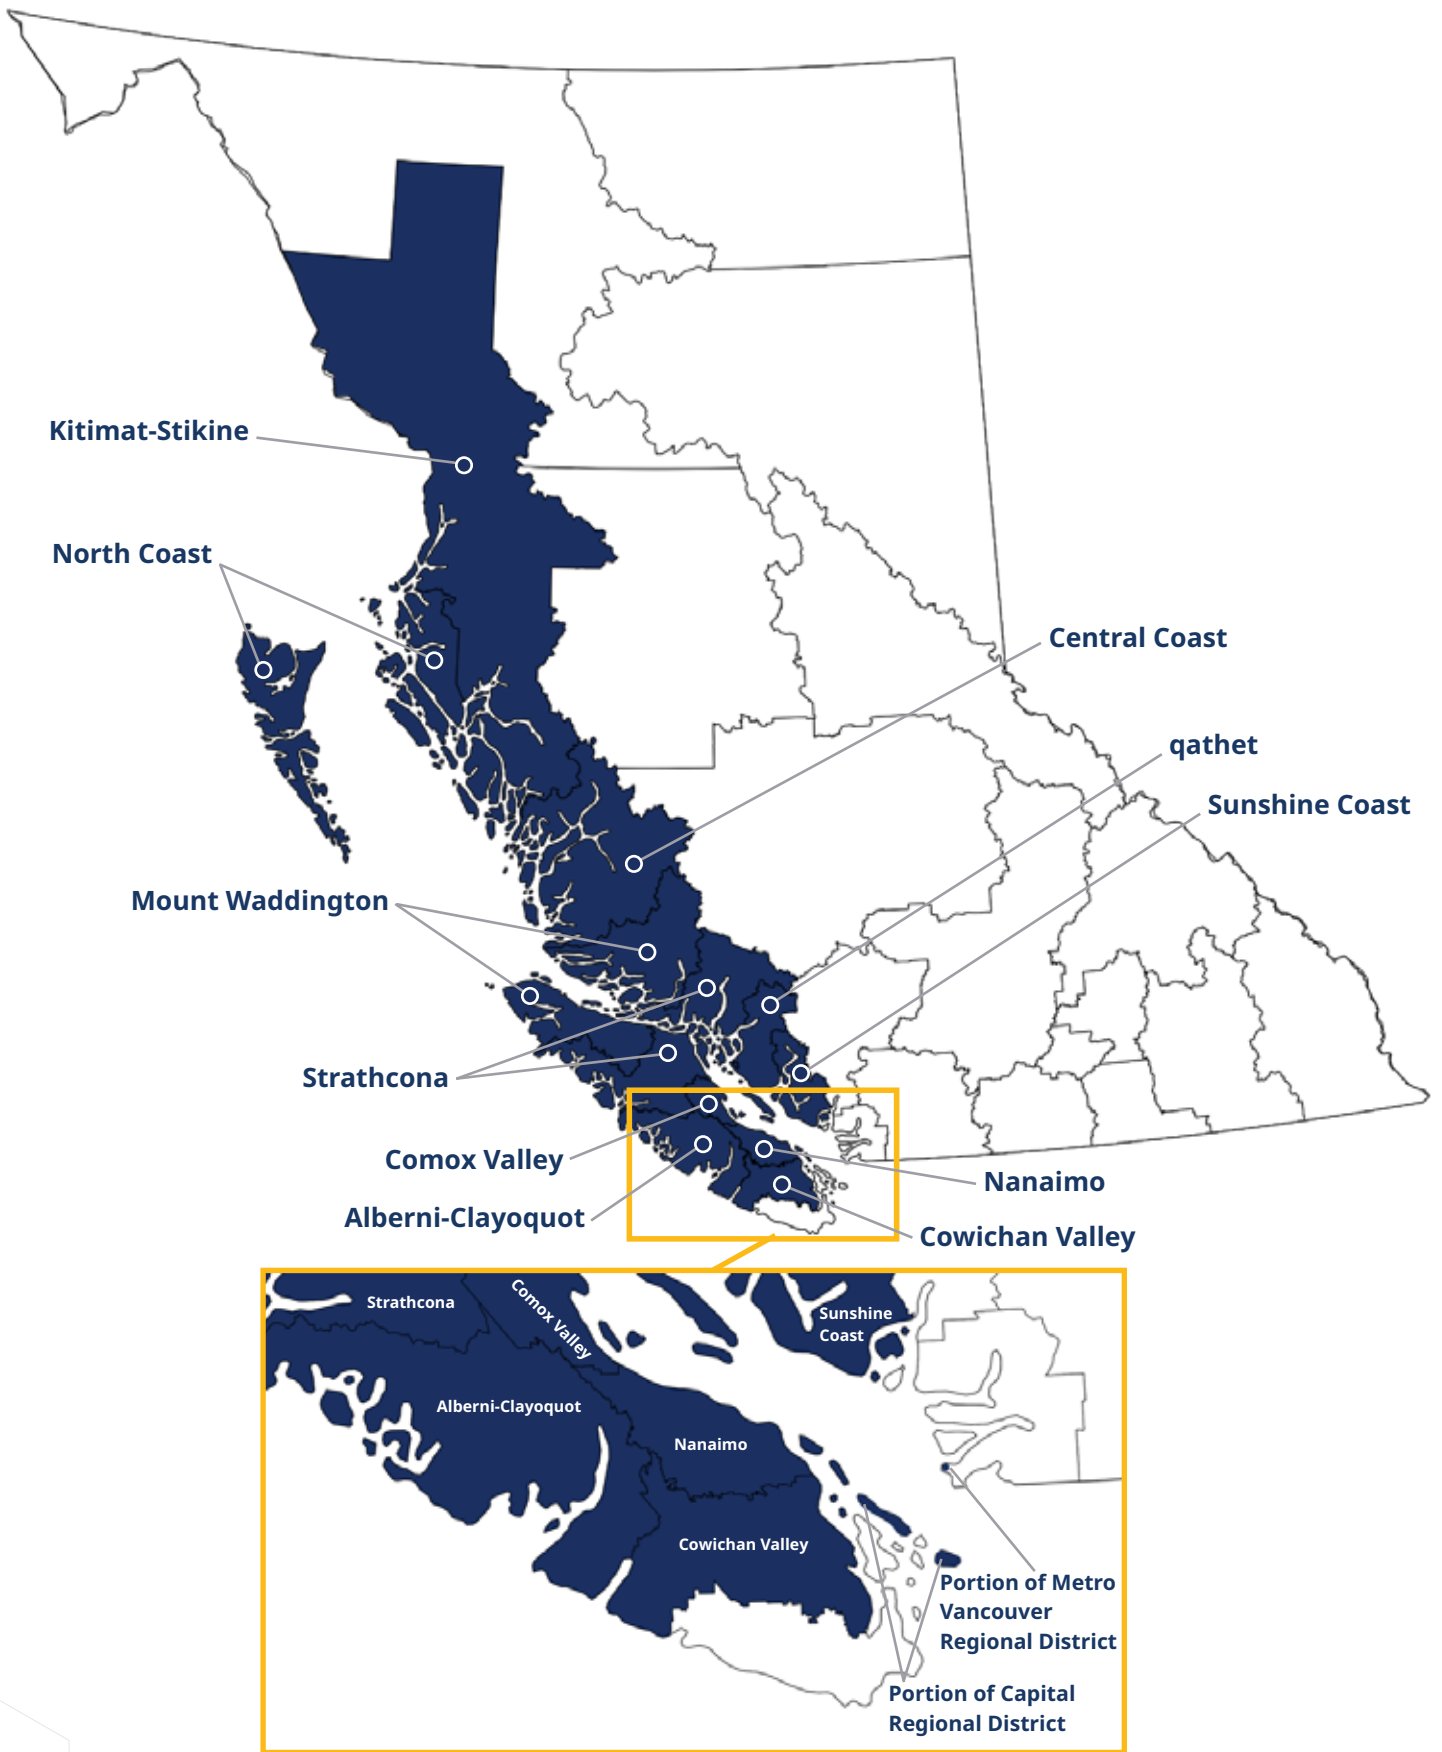 Kitimat-Stikine
North Coast
Central Coast
qathet
Sunshine Coast
Mount Waddington
Strathcona
Comox Valley
Nanaimo
Alberni-Clayoquot
Cowichan Valley
Strathcona
Comox Valley
Sunshine
Coast
Alberni-Clayoquot
Nanaimo
Cowichan Valley
Portion of Metro
Vancouver
Regional District
Portion of Capital
Regional District